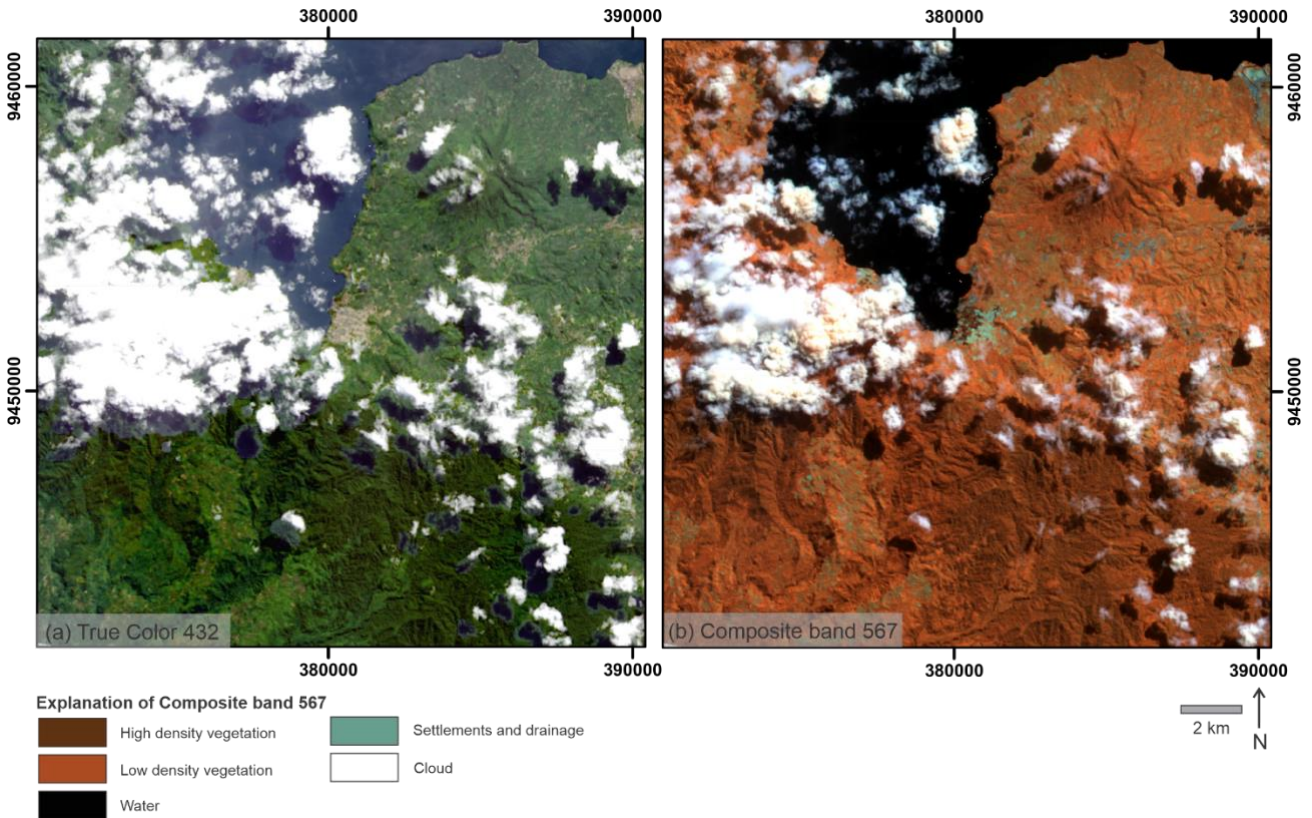 380000 390000 380000 390000
9460000 9460000
9450000 9450000
(a) True Color 432 (b) Composite band 567
380000 390000 380000 390000
Explanation of Composite band 567
High density vegetation Settlements and drainage
Low density vegetation Cloud
Water
2 km N